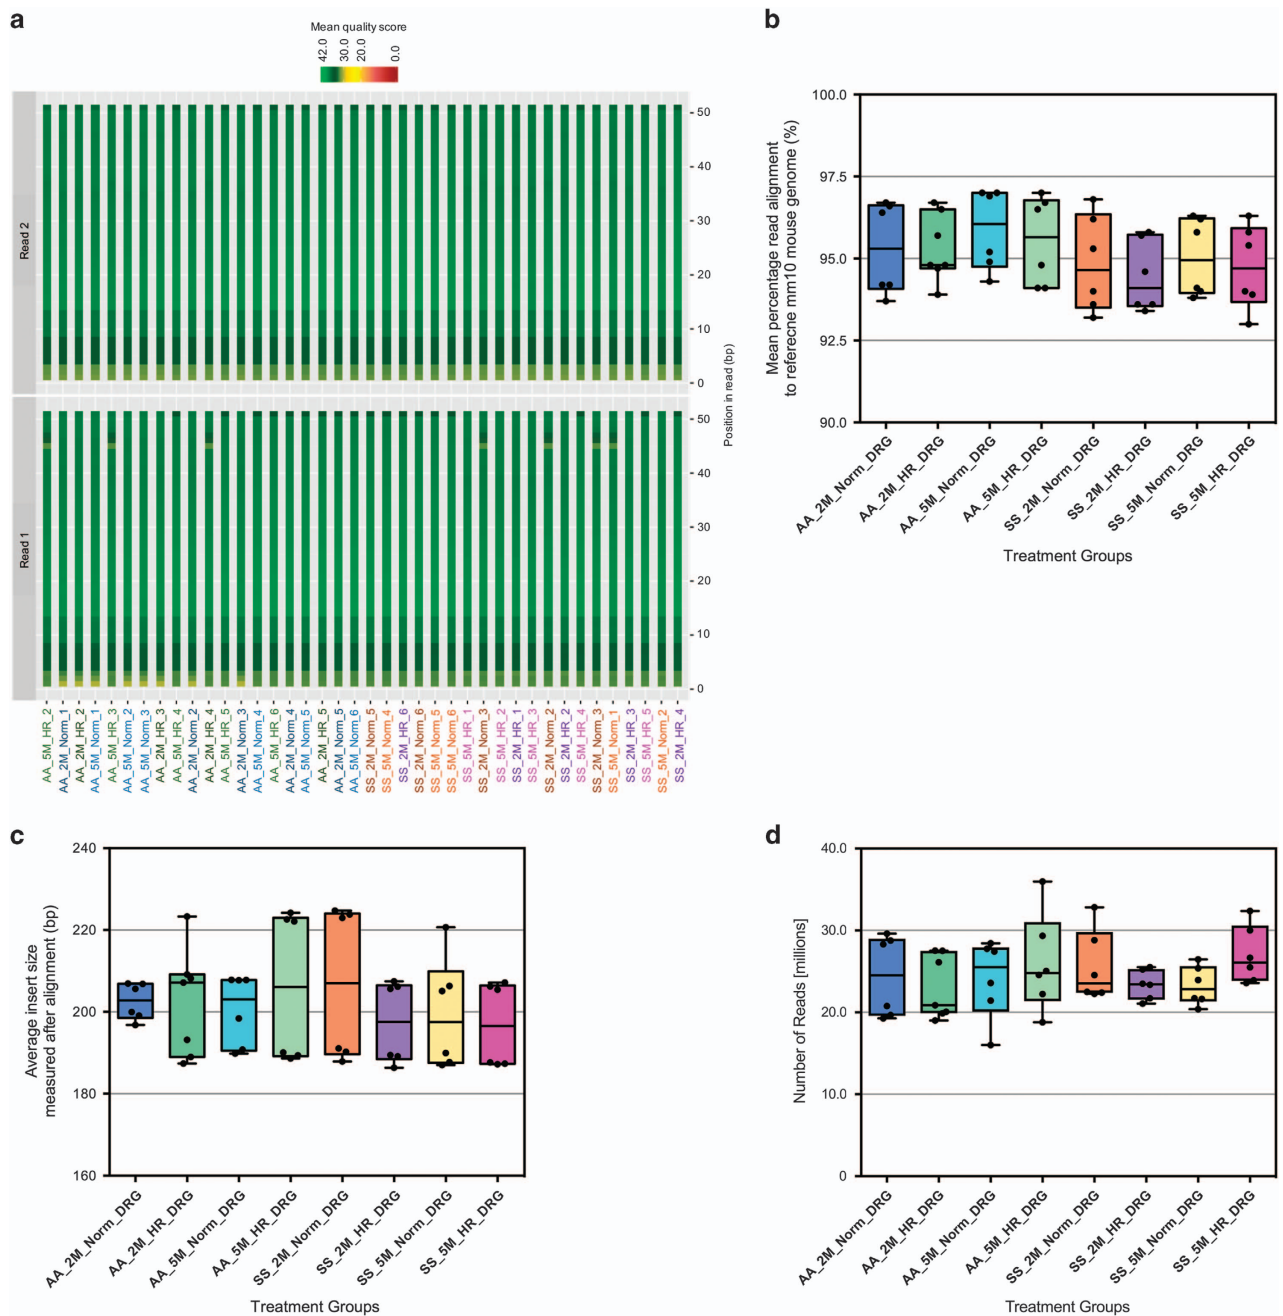 a
Mean quality score
42.0
30.0
20.0
0.0
Read 2
50
40
30
20
10
0
Read 1
50
40
30
20
10
0
Position in read (bp)
AA_5M_HR_2
AA_2M_Norm_1
AA_2M_HR_2
AA_5M_Norm_1
AA_5M_HR_3
AA_5M_Norm_2
AA_5M_Norm_3
AA_2M_HR_3
AA_5M_HR_4
AA_2M_Norm_2
AA_2M_HR_4
AA_5M_HR_5
AA_2M_Norm_3
AA_5M_Norm_4
AA_5M_HR_6
AA_2M_Norm_4
AA_5M_Norm_5
AA_2M_HR_5
AA_2M_Norm_5
AA_5M_Norm_6
SS_2M_Norm_5
SS_5M_Norm_4
SS_2M_HR_6
SS_2M_Norm_6
SS_5M_Norm_5
SS_5M_Norm_6
SS_5M_HR_1
SS_2M_Norm_3
SS_5M_HR_2
SS_2M_HR_1
SS_5M_HR_3
SS_2M_Norm_2
SS_2M_HR_2
SS_5M_HR_4
SS_2M_Norm_3
SS_5M_Norm_1
SS_2M_HR_3
SS_5M_HR_5
SS_5M_Norm_2
SS_2M_HR_4
b
Mean percentage read alignment
to referecne mm10 mouse genome (%)
100.0
97.5
95.0
92.5
90.0
AA_2M_Norm_DRG
AA_2M_HR_DRG
AA_5M_Norm_DRG
AA_5M_HR_DRG
SS_2M_Norm_DRG
SS_2M_HR_DRG
SS_5M_Norm_DRG
SS_5M_HR_DRG
Treatment Groups
c
Average insert size
measured after alignment (bp)
240
220
200
180
160
AA_2M_Norm_DRG
AA_2M_HR_DRG
AA_5M_Norm_DRG
AA_5M_HR_DRG
SS_2M_Norm_DRG
SS_2M_HR_DRG
SS_5M_Norm_DRG
SS_5M_HR_DRG
Treatment Groups
d
Number of Reads [millions]
40.0
30.0
20.0
10.0
0
AA_2M_Norm_DRG
AA_2M_HR_DRG
AA_5M_Norm_DRG
AA_5M_HR_DRG
SS_2M_Norm_DRG
SS_2M_HR_DRG
SS_5M_Norm_DRG
SS_5M_HR_DRG
Treatment Groups